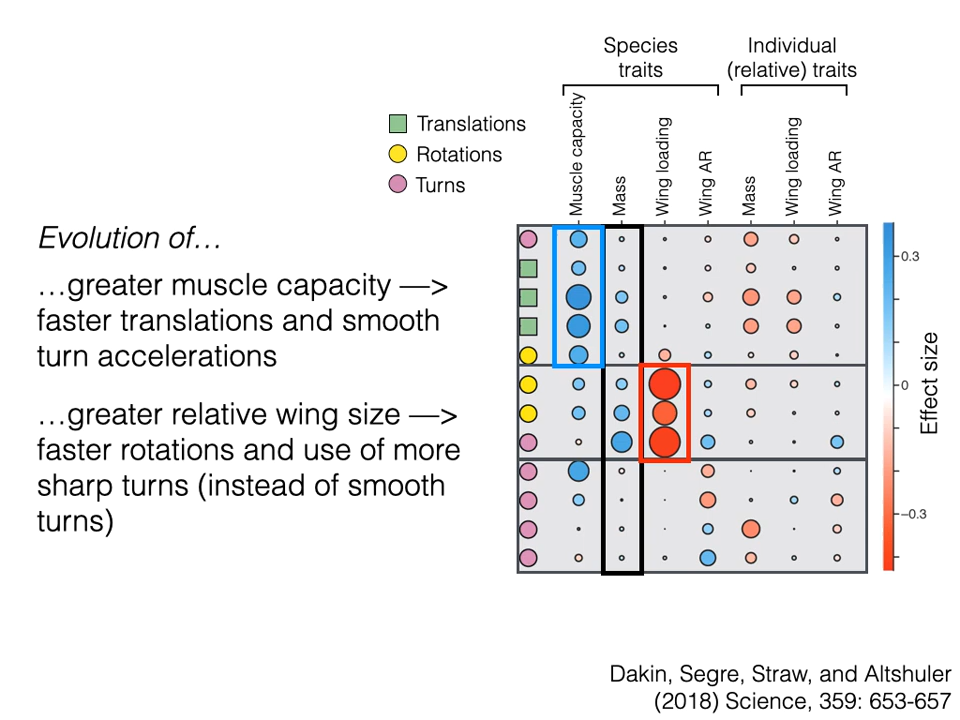 Species
traits
Individual
(relative) traits
Translations
Rotations
Turns
Muscle capacity
Mass
Wing loading
Wing AR
Mass
Wing loading
Wing AR
Evolution of…
…greater muscle capacity —>
faster translations and smooth
turn accelerations
…greater relative wing size —>
faster rotations and use of more
sharp turns (instead of smooth
turns)
0.3
0
–0.3
Effect size
Dakin, Segre, Straw, and Altshuler
(2018) Science, 359: 653-657